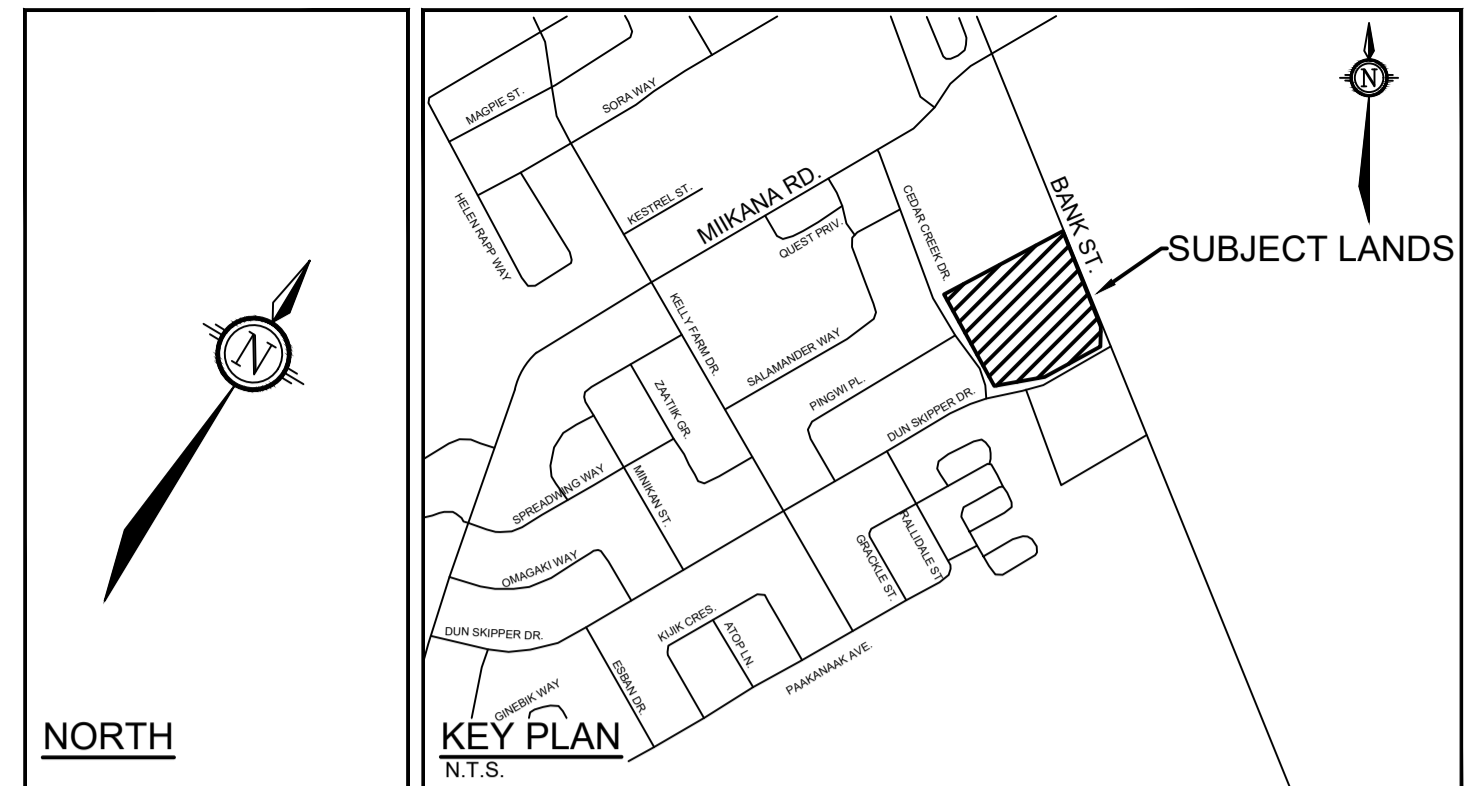 N
NORTH
N
MAGPIE ST.
SORA WAY
HELEN RAPP WAY
KESTREL ST.
MIIKANA RD.
QUEST PRIV.
CEDAR CREEK DR.
BANK ST.
SUBJECT LANDS
KELLY FARM DR.
SALAMANDER WAY
ZAATIIK GR.
PINGWI PL.
DUN SKIPPER DR.
SPREADWING WAY
MINIKAN ST.
OMAGAKI WAY
GRACKLE ST.
RALLIDALE ST
DUN SKIPPER DR.
KIJIK CRES.
ATOP LN.
PAAKANAAK AVE.
ESBAN DR.
GINEBIK WAY
KEY PLAN
N.T.S.